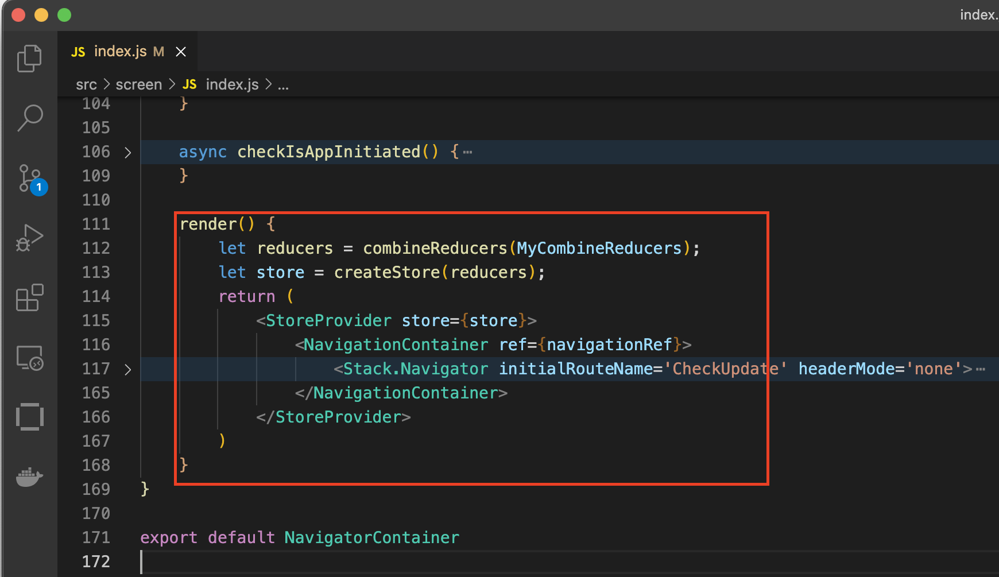 index.
JS index.js M
src > screen > JS index.js > ...
104 }
105
106 async checkIsAppInitiated() {⋯
109 }
110
111 render() {
112 let reducers = combineReducers(MyCombineReducers);
113 let store = createStore(reducers);
114 return (
115 <StoreProvider store={store}>
116 <NavigationContainer ref={navigationRef}>
117 <Stack.Navigator initialRouteName='CheckUpdate' headerMode='none'>⋯
165 </NavigationContainer>
166 </StoreProvider>
167 )
168 }
169 }
170
171 export default NavigatorContainer
172
1